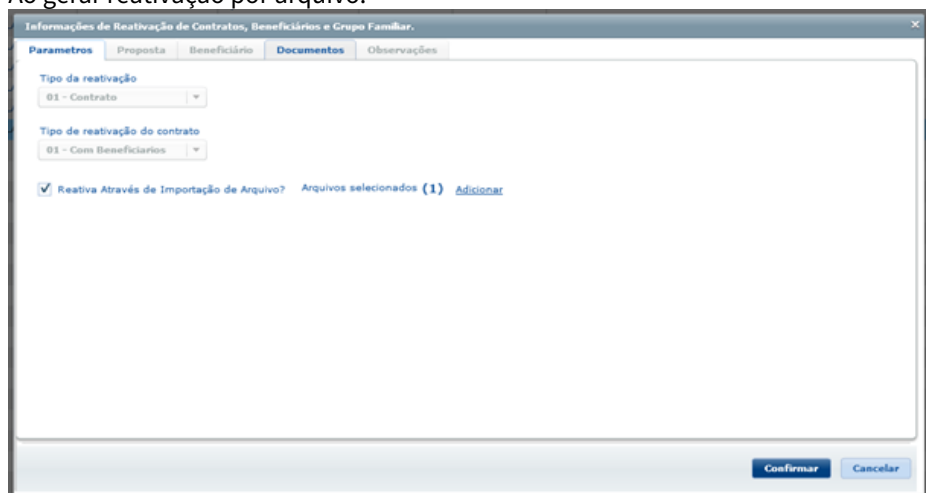 Ao gerar reativação por arquivo:
Informações de Reativação de Contratos, Beneficiários e Grupo Familiar. ×
Parametros Proposta Beneficiário Documentos Observações
Tipo da reativação
01 - Contrato
Tipo de reativação do contrato
01 - Com Beneficiarios
Reativa Através de Importação de Arquivo? Arquivos selecionados (1) Adicionar
Confirmar Cancelar